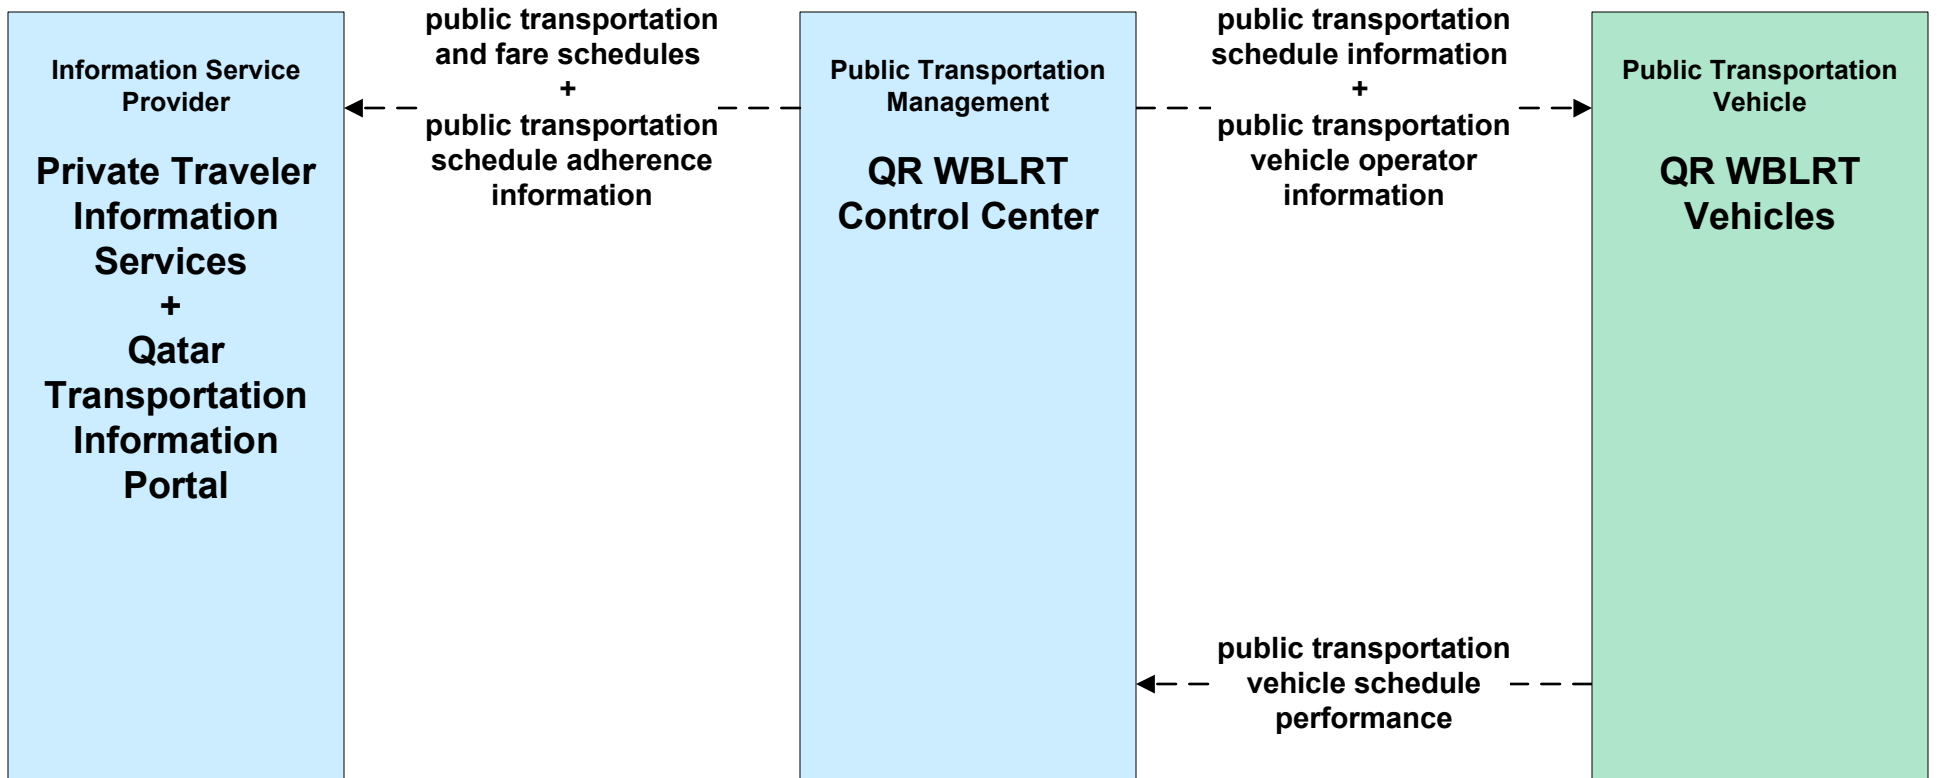 Information Service
Provider
Private Traveler
Information
Services
+
Qatar
Transportation
Information
Portal
public transportation
and fare schedules
+
public transportation
schedule adherence
information
Public Transportation
Management
QR WBLRT
Control Center
public transportation
schedule information
+
public transportation
vehicle operator
information
public transportation
vehicle schedule
performance
Public Transportation
Vehicle
QR WBLRT
Vehicles